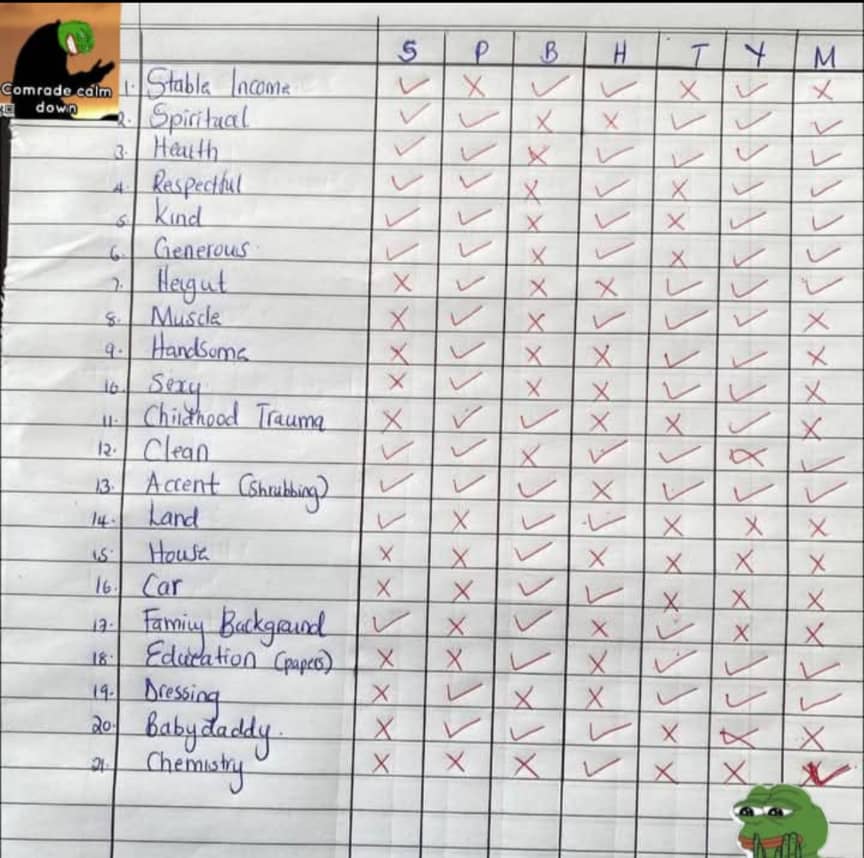 Comrade calm
down
S P B H T Y M
1. Stable Income ✓ X ✓ ✓ X ✓ X
2. Spiritual ✓ ✓ X X ✓ ✓ ✓
3. Health ✓ ✓ X ✓ ✓ ✓ ✓
4. Respectful ✓ ✓ X ✓ X ✓ ✓
5. Kind ✓ ✓ X ✓ X ✓ ✓
6. Generous ✓ ✓ X ✓ X ✓ ✓
7. Height X ✓ X X ✓ ✓ ✓
8. Muscle X ✓ X ✓ ✓ ✓ X
9. Handsome X ✓ X X ✓ ✓ X
10. Sexy X ✓ X X ✓ ✓ X
11. Childhood Trauma X ✓ ✓ X X ✓ X
12. Clean ✓ ✓ X ✓ ✓ X ✓
13. Accent (Shrubbing) ✓ ✓ ✓ X ✓ ✓ ✓
14. Land ✓ X ✓ ✓ X X X
15. House X X ✓ X X X X
16. Car X X ✓ ✓ X X X
17. Family Background ✓ X ✓ X ✓ X X
18. Education (papers) X X ✓ X ✓ ✓ ✓
19. Dressing X ✓ X X ✓ ✓ ✓
20. Babydaddy. X ✓ ✓ ✓ X X X
21. Chemistry X X X ✓ X X